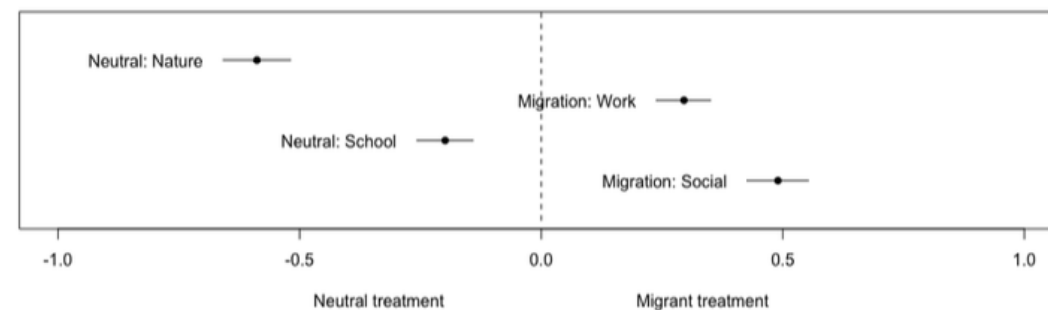 Neutral: Nature
Migration: Work
Neutral: School
Migration: Social
-1.0 -0.5 0.0 0.5 1.0
Neutral treatment Migrant treatment